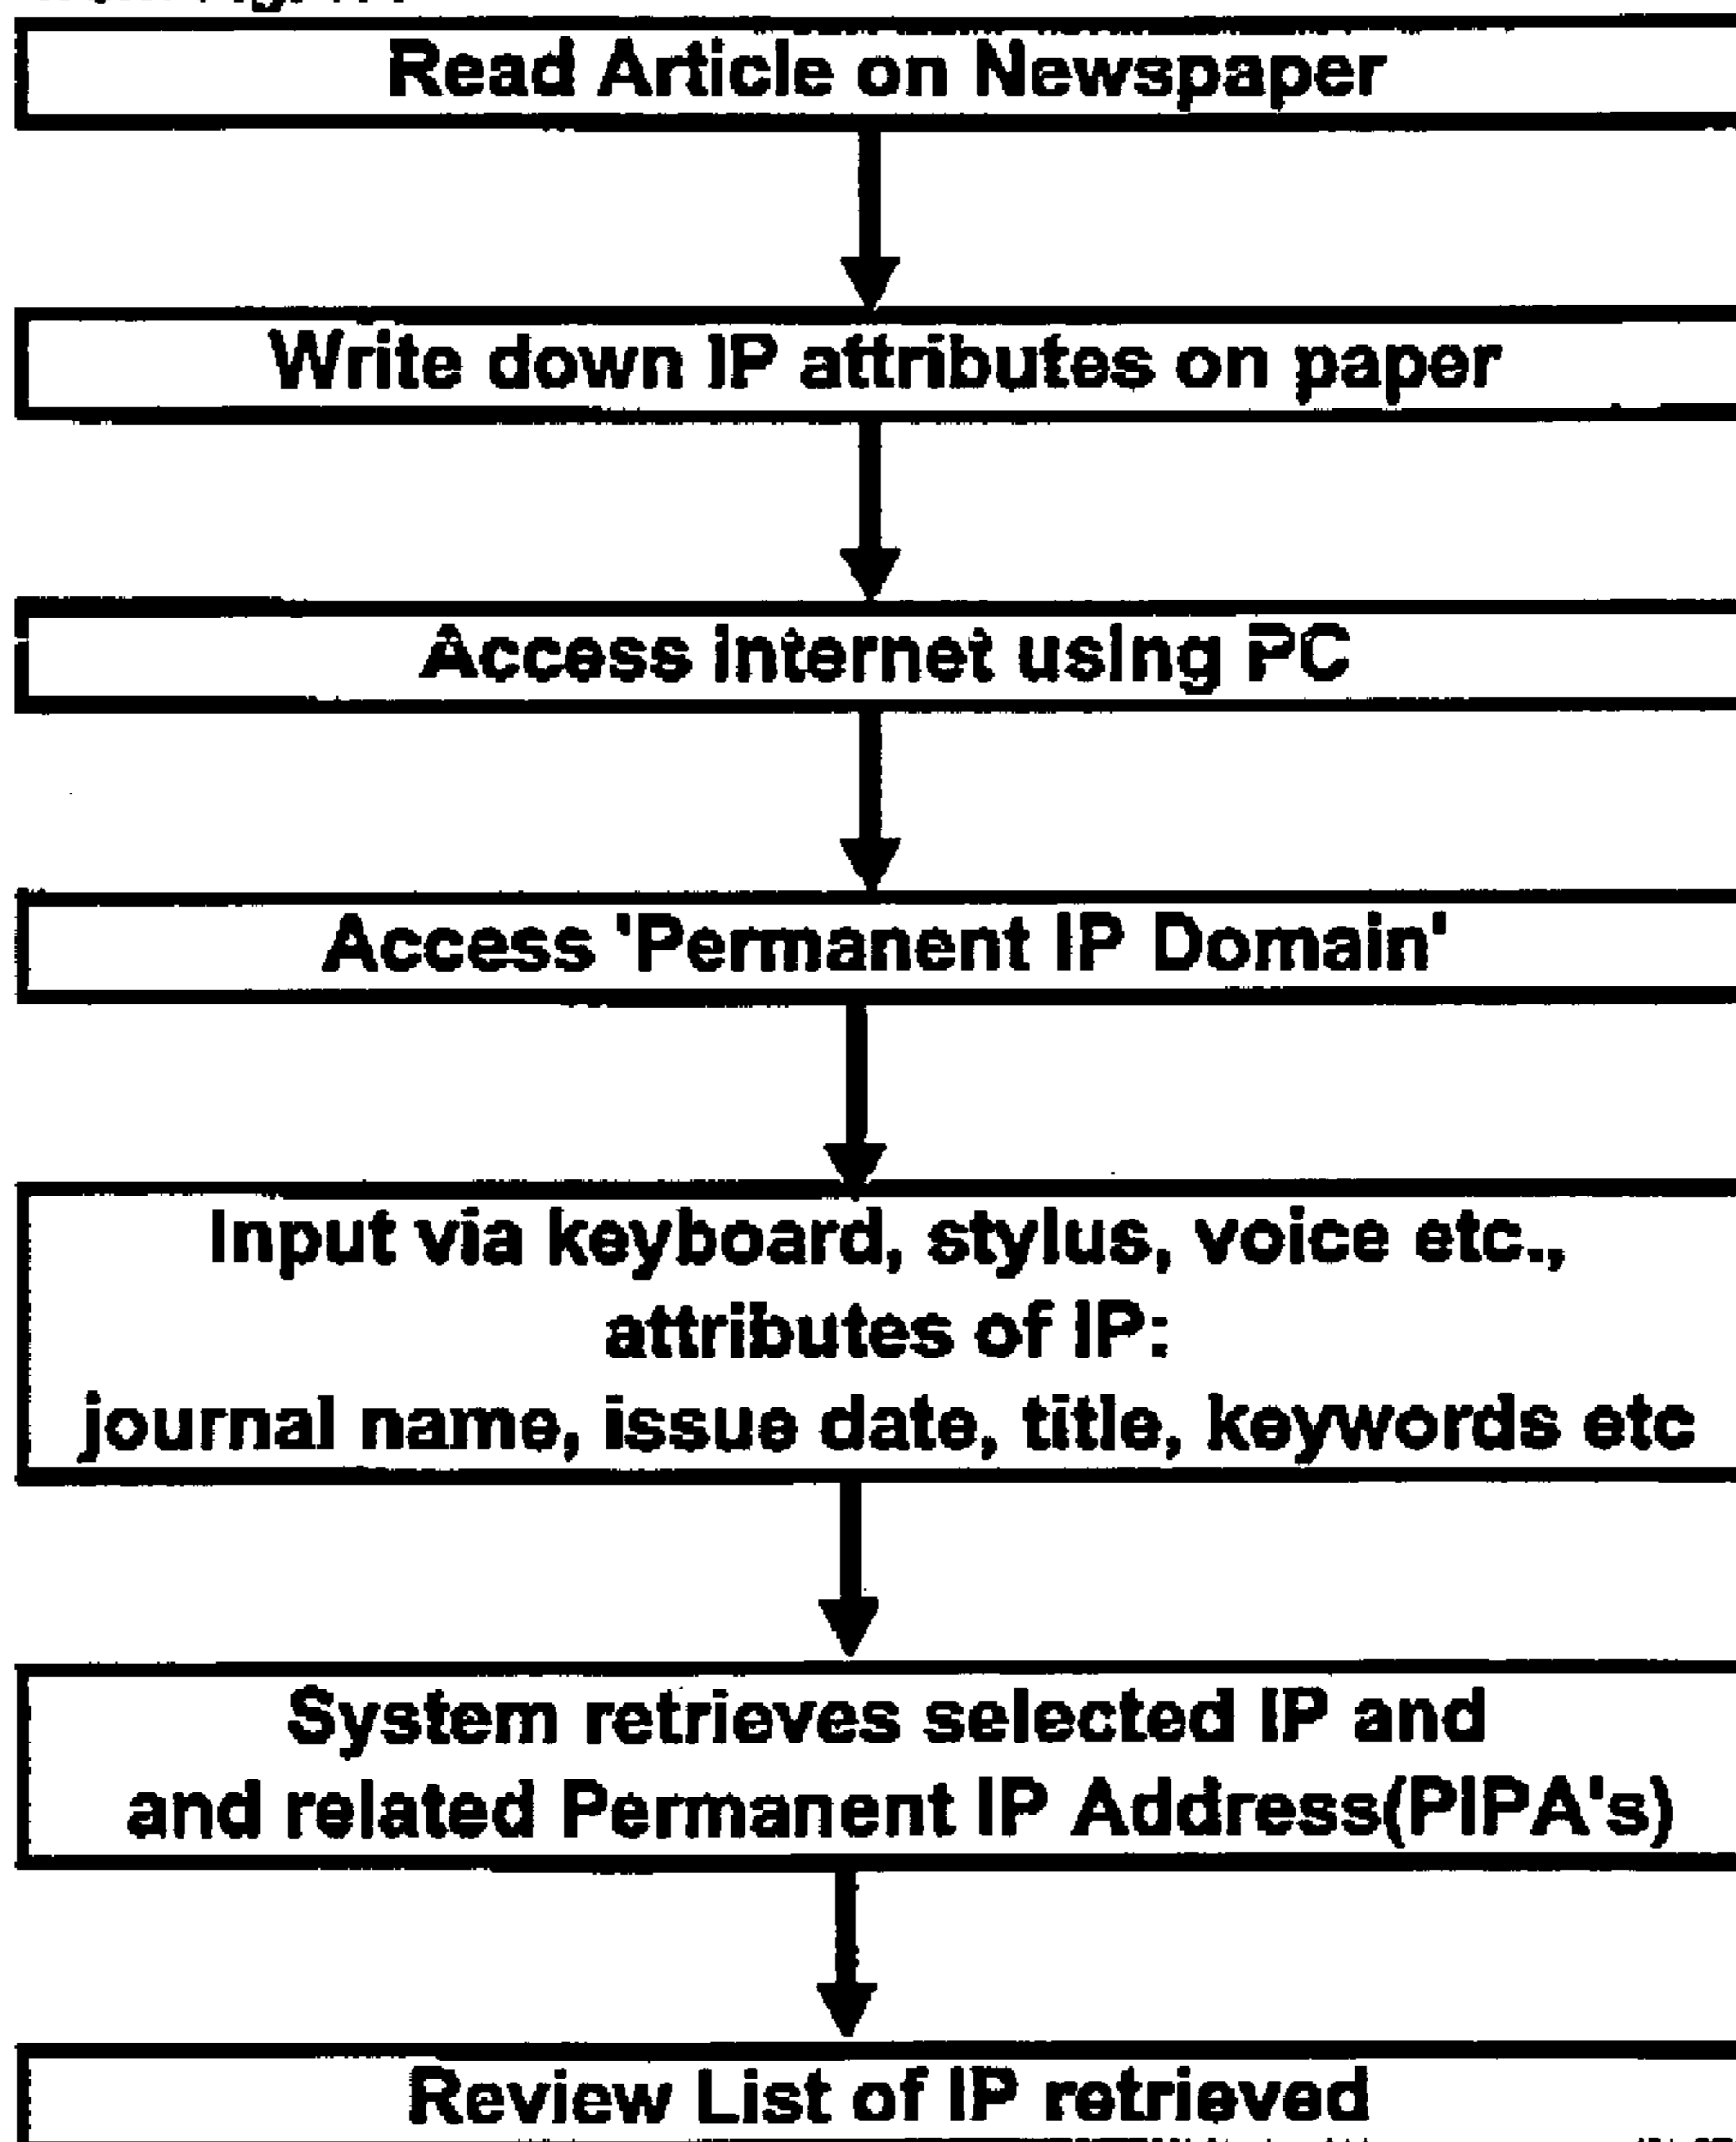 Read Article on Newspaper
Write down IP attributes on paper
Access internet using PC
Access 'Permanent IP Domain'
Input via keyboard, stylus, voice etc.,
attributes of IP:
journal name, issue date, title, keywords etc
System retrieves selected IP and
and related Permanent IP Address(PIPA's)
Review List of IP retrieved